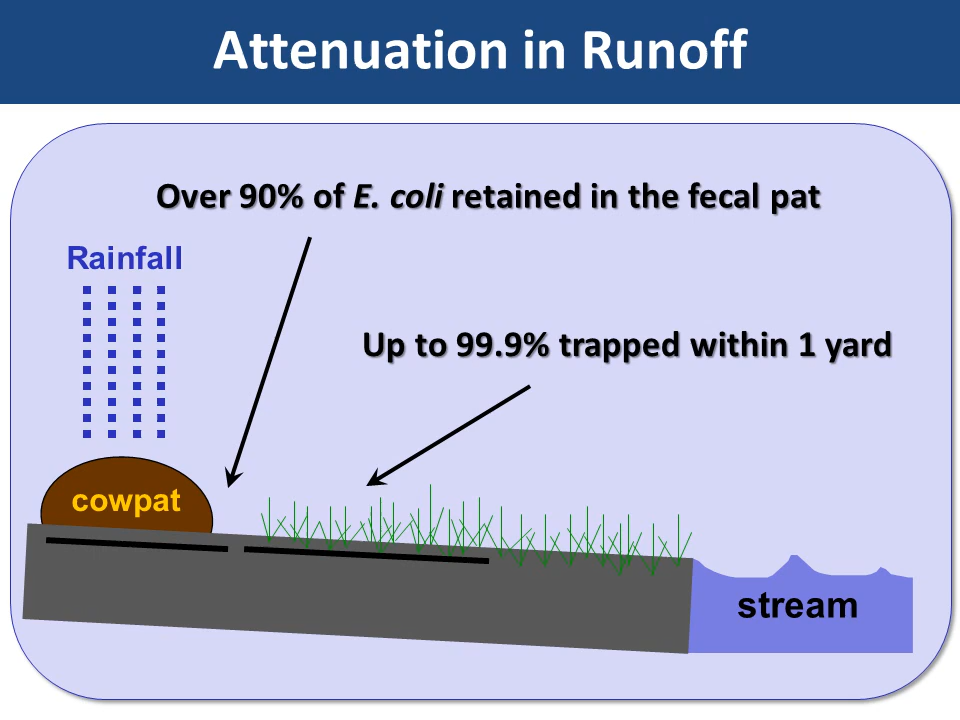 Attenuation in Runoff
Over 90% of E. coli retained in the fecal pat
Rainfall
Up to 99.9% trapped within 1 yard
cowpat
stream